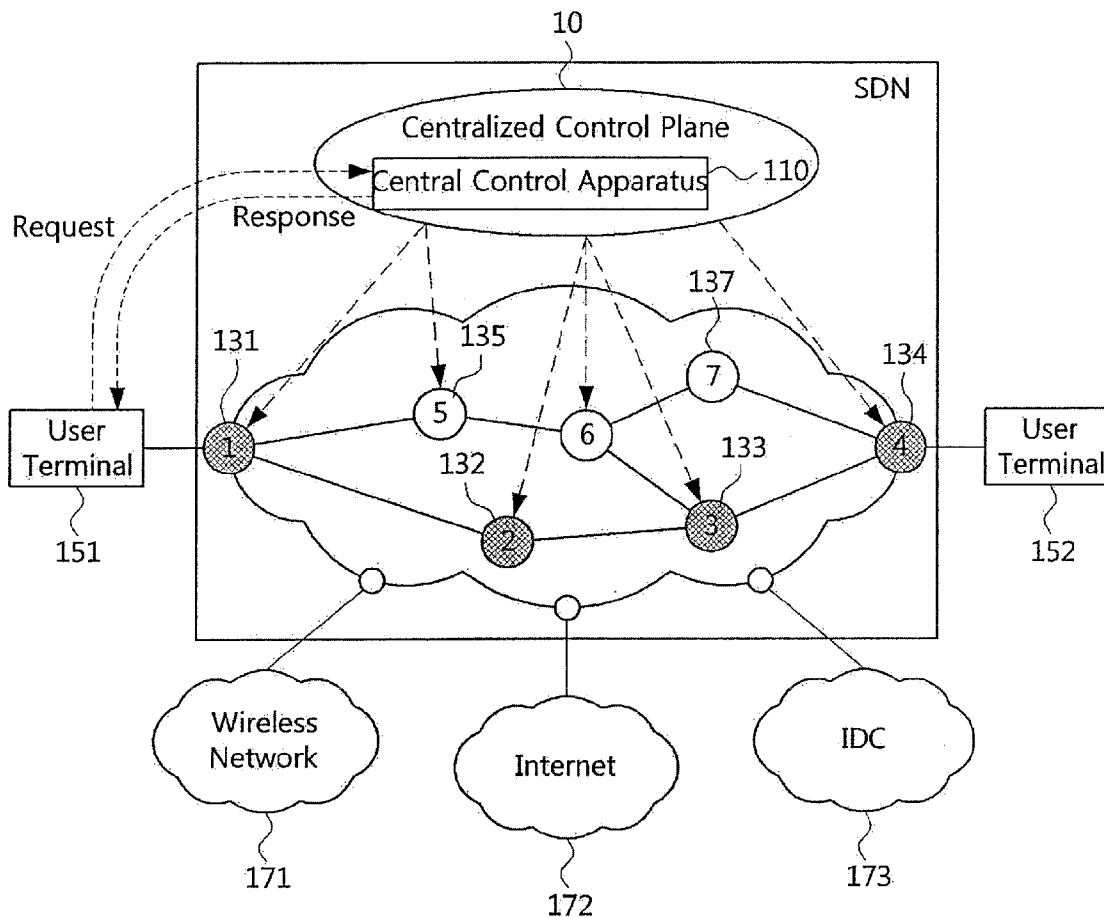 10
SDN
Centralized Control Plane
Central Control Apparatus
110
Request
Response
137
131
135
7
134
5
6
User
Terminal
1
132
133
4
User
Terminal
2
3
151
152
Wireless
Network
Internet
IDC
171
172
173